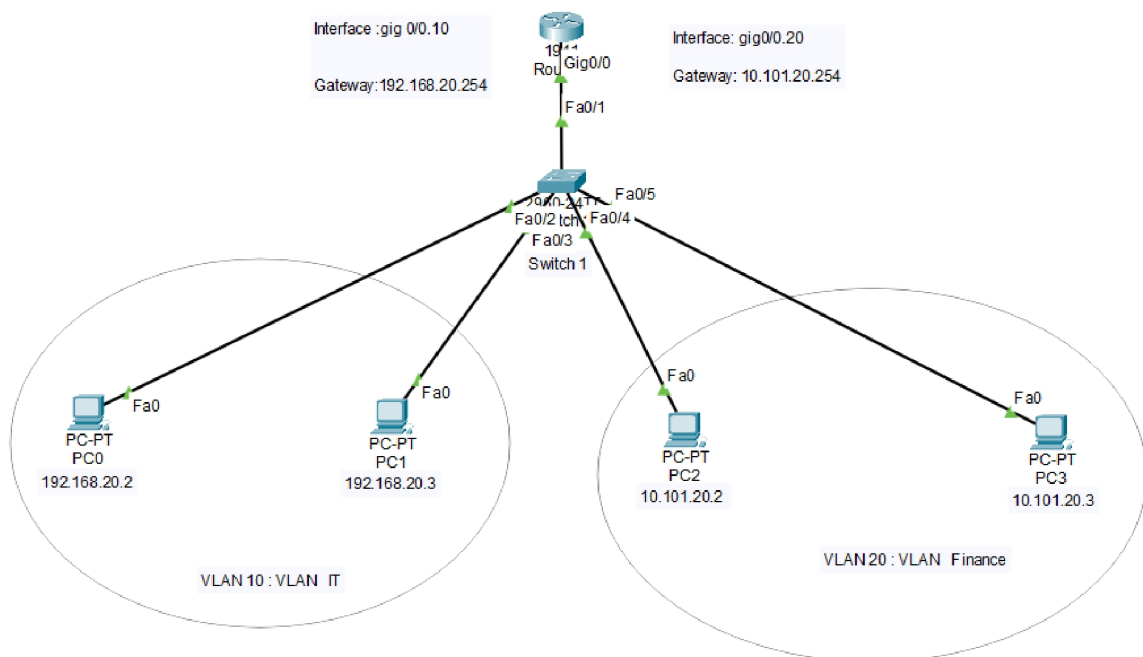 Interface :gig 0/0.10
Gateway:192.168.20.254
Interface: gig0/0.20
Gateway: 10.101.20.254
Gig0/0
Fa0/1
Fa0/5
Fa0/2
Fa0/4
Fa0/3
Switch 1
Fa0
PC-PT
PC0
192.168.20.2
Fa0
PC-PT
PC1
192.168.20.3
Fa0
PC-PT
PC2
10.101.20.2
Fa0
PC-PT
PC3
10.101.20.3
VLAN 10 : VLAN IT
VLAN 20 : VLAN Finance